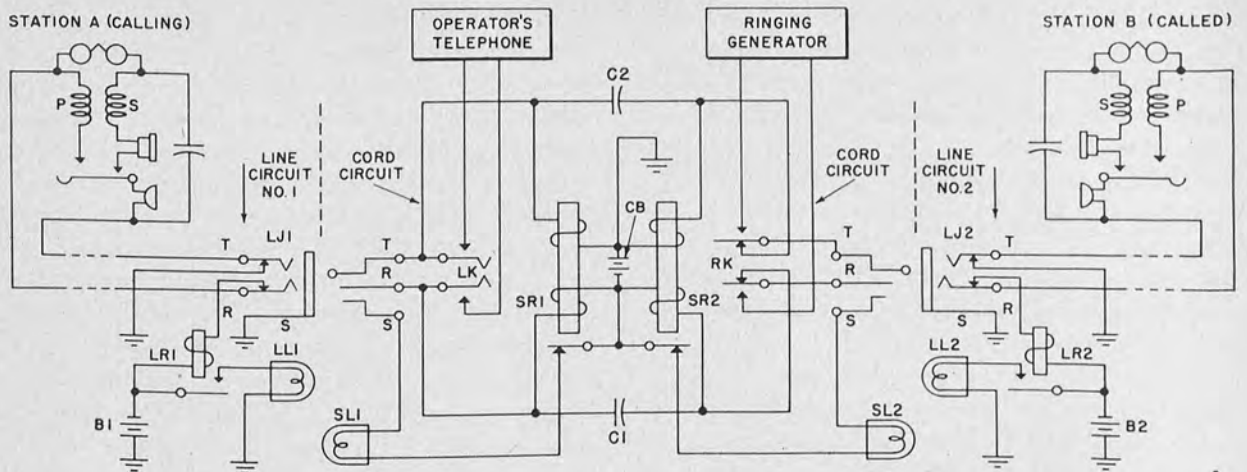 STATION A (CALLING)
OPERATOR'S
TELEPHONE
RINGING
GENERATOR
STATION B (CALLED)
C2
P
S
S
P
LINE
CIRCUIT
NO. 1
CORD
CIRCUIT
CORD
CIRCUIT
LINE
CIRCUIT
NO. 2
CB
T
LJ1
T
R
LK
RK
T
R
LJ2
T
R
S
S
SR1
SR2
S
S
R
LR1
LL1
LL2
LR2
B1
SL1
C1
SL2
B2